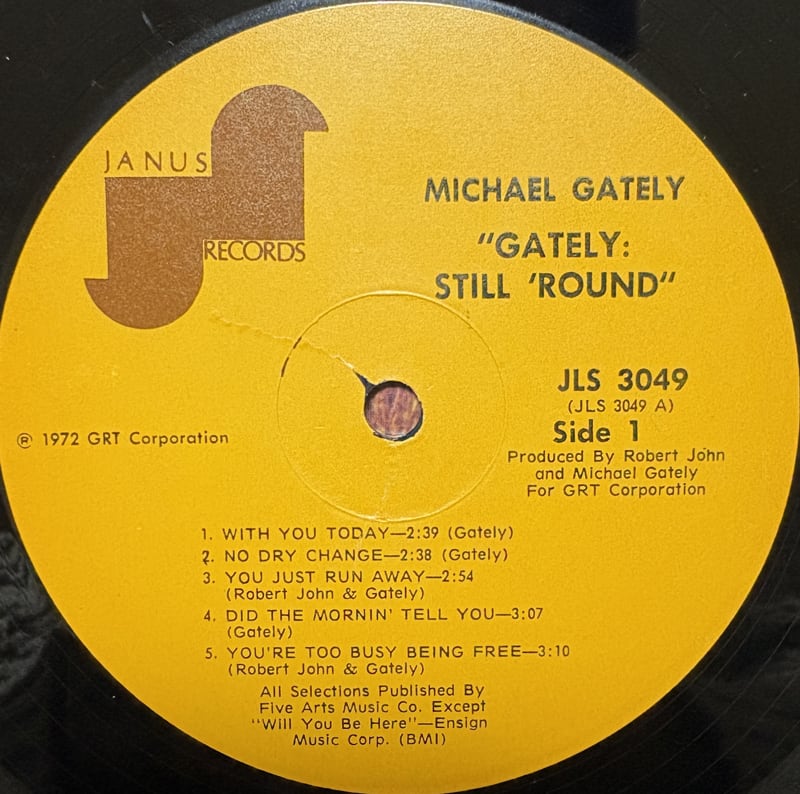 JANUS
RECORDS
MICHAEL GATELY
"GATELY:
STILL 'ROUND"
JLS 3049
(JLS 3049 A)
Side 1
Produced By Robert John
and Michael Gately
For GRT Corporation
Ⓡ 1972 GRT Corporation
1. WITH YOU TODAY—2:39 (Gately)
2. NO DRY CHANGE—2:38 (Gately)
3. YOU JUST RUN AWAY—2:54
(Robert John & Gately)
4. DID THE MORNIN' TELL YOU—3:07
(Gately)
5. YOU'RE TOO BUSY BEING FREE—3:10
(Robert John & Gately)
All Selections Published By
Five Arts Music Co. Except
"Will You Be Here"—Ensign
Music Corp. (BMI)